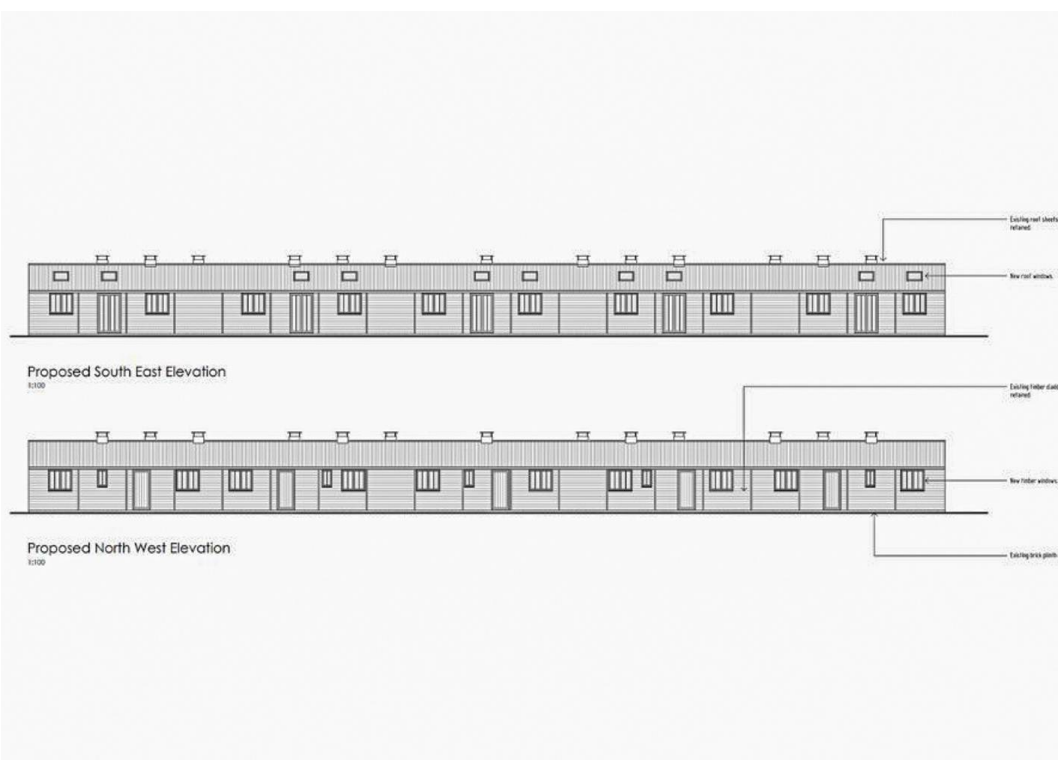 Existing roof sheets
retained.
New roof windows.
Proposed South East Elevation
1:100
Existing timber
retained.
New timber windows.
Proposed North West Elevation
1:100
Existing brick plinth